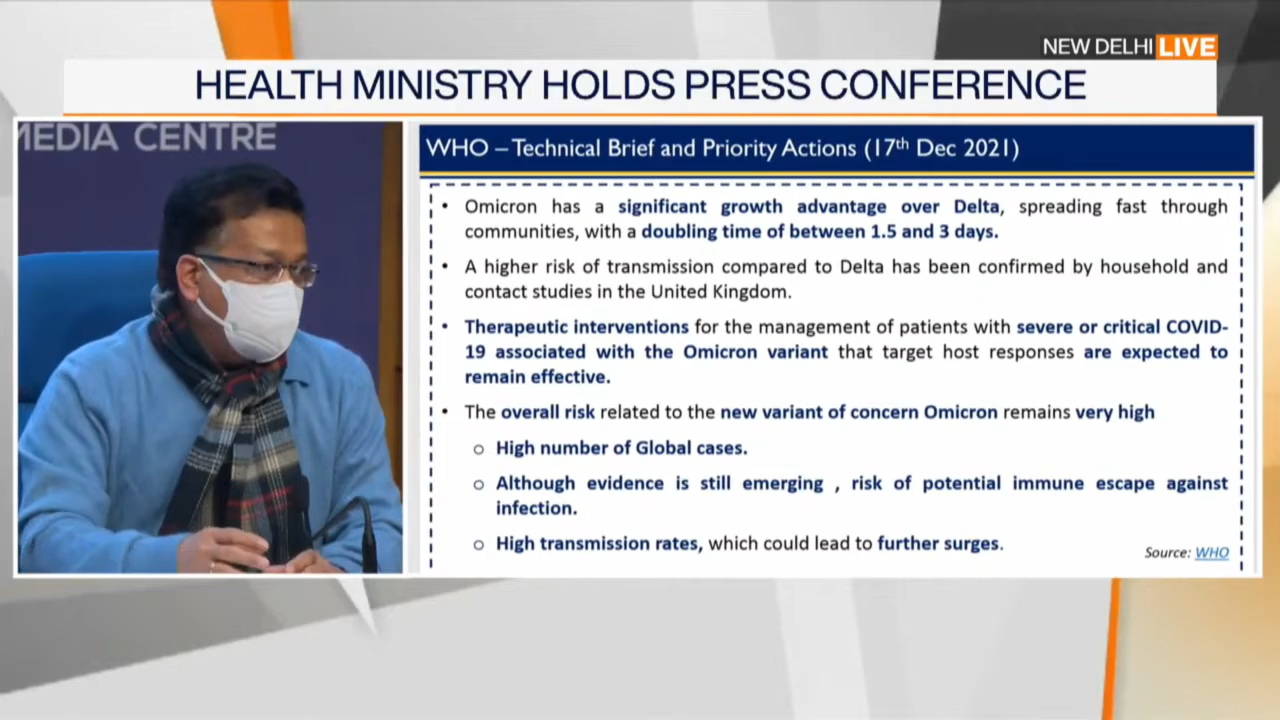 NEW DELHI LIVE
HEALTH MINISTRY HOLDS PRESS CONFERENCE
MEDIA CENTRE
WHO – Technical Brief and Priority Actions (17th Dec 2021)
• Omicron has a significant growth advantage over Delta, spreading fast through
communities, with a doubling time of between 1.5 and 3 days.
• A higher risk of transmission compared to Delta has been confirmed by household and
contact studies in the United Kingdom.
• Therapeutic interventions for the management of patients with severe or critical COVID-
19 associated with the Omicron variant that target host responses are expected to
remain effective.
• The overall risk related to the new variant of concern Omicron remains very high
o High number of Global cases.
o Although evidence is still emerging , risk of potential immune escape against
infection.
o High transmission rates, which could lead to further surges.
Source: WHO